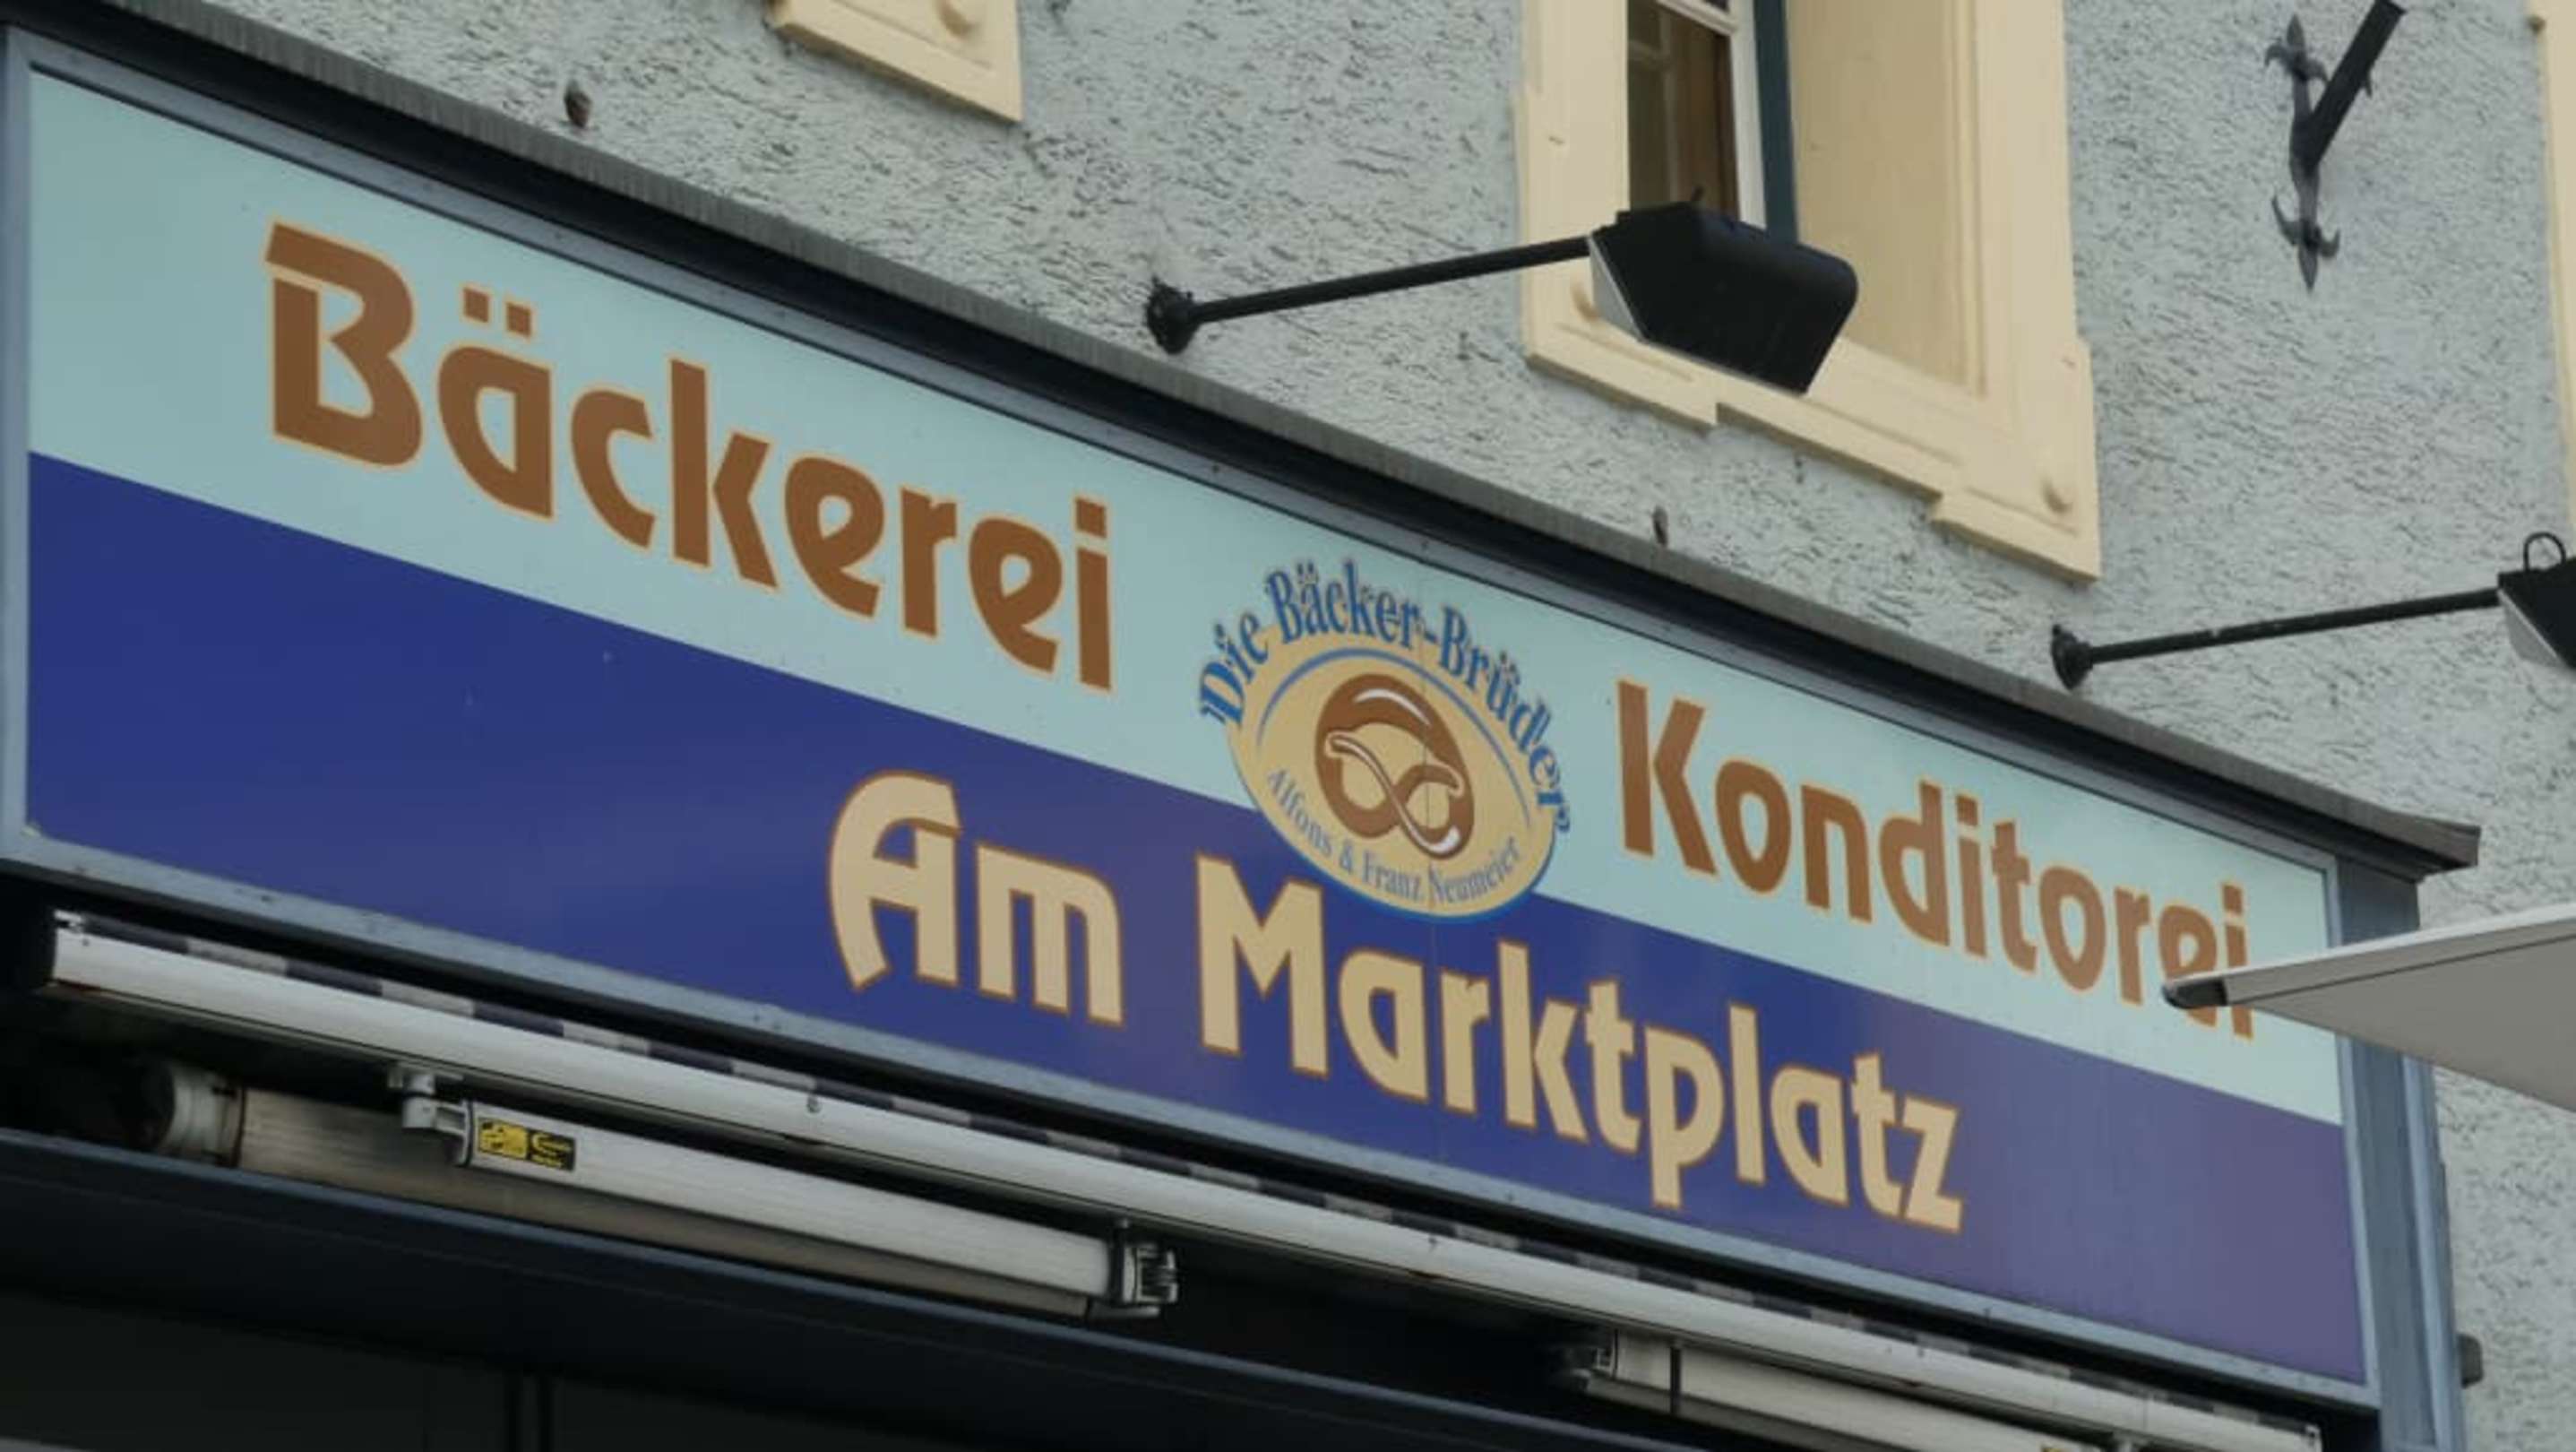 Bäckerei
Die Bäcker-Brüder
Alfons & Franz Neumeier
Konditorei
Am Marktplatz